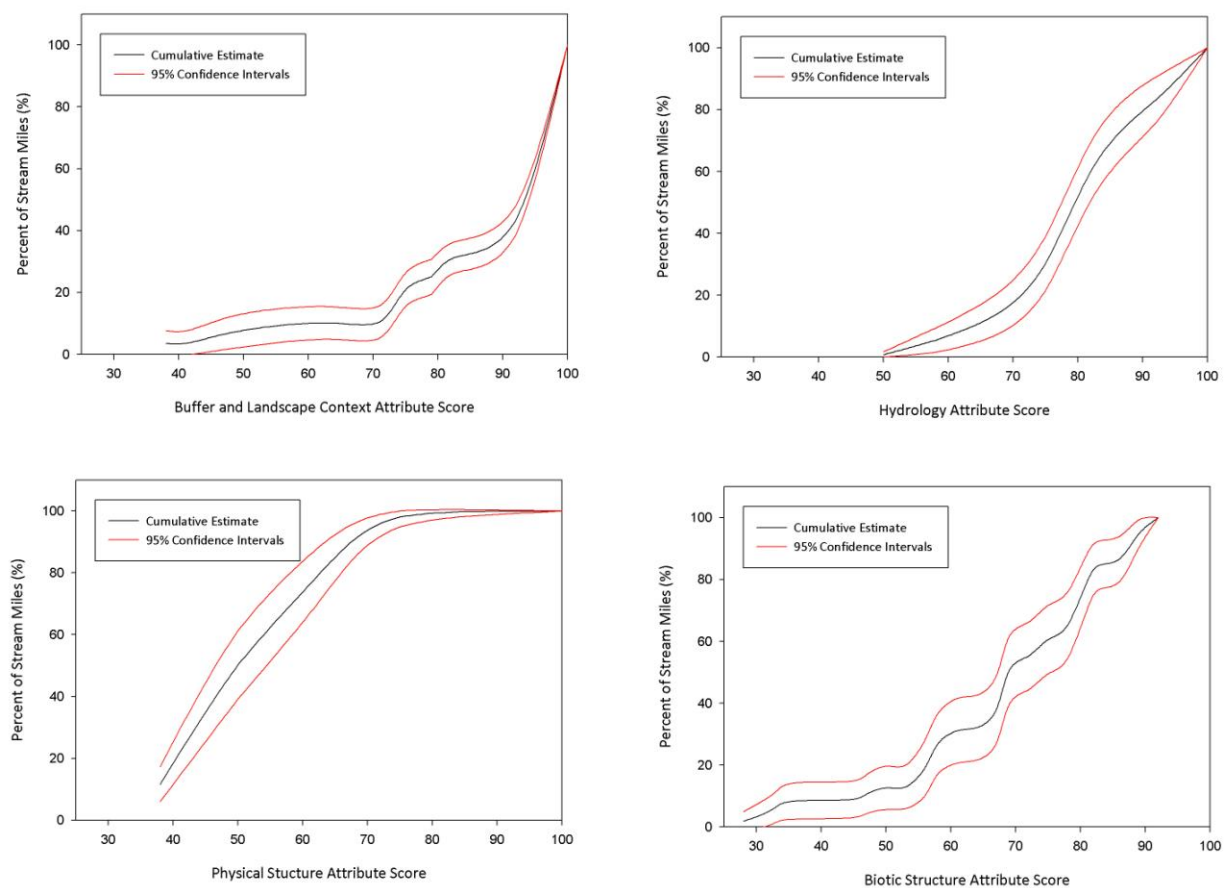 Cumulative Estimate
95% Confidence Intervals
Percent of Stream Miles (%)
100
80
60
40
20
0
30 40 50 60 70 80 90 100
Buffer and Landscape Context Attribute Score
Cumulative Estimate
95% Confidence Intervals
Percent of Stream Miles (%)
100
80
60
40
20
0
30 40 50 60 70 80 90 100
Hydrology Attribute Score
Cumulative Estimate
95% Confidence Intervals
Percent of Stream Miles (%)
100
80
60
40
20
0
30 40 50 60 70 80 90 100
Physical Stucture Attribute Score
Cumulative Estimate
95% Confidence Intervals
Percent of Stream Miles (%)
100
80
60
40
20
0
30 40 50 60 70 80 90 100
Biotic Structure Attribute Score